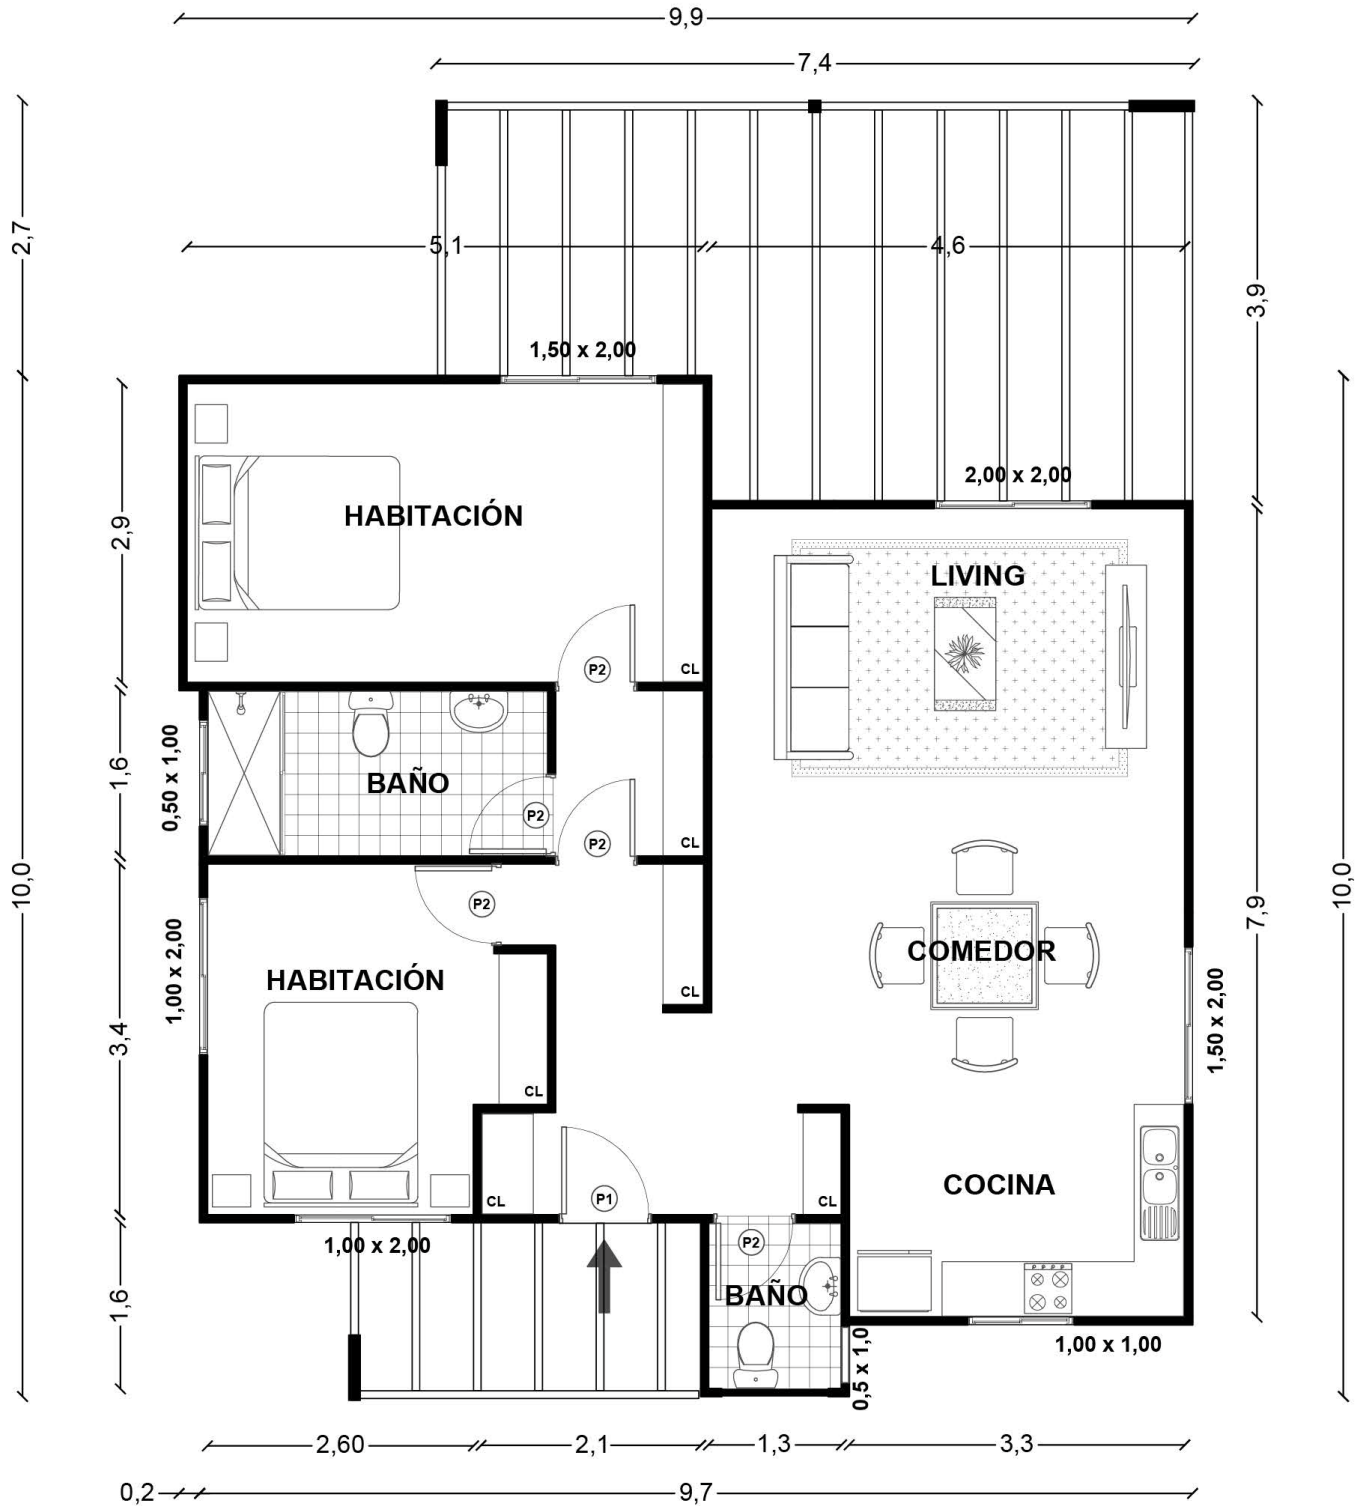 9,9
7,4
2,7
5,1
4,6
3,9
1,50 x 2,00
2,00 x 2,00
2,9
HABITACIÓN
LIVING
P2
CL
0,50 x 1,00
1,6
BAÑO
P2
P2
CL
10,0
10,0
P2
7,9
1,00 x 2,00
COMEDOR
HABITACIÓN
CL
1,50 x 2,00
3,4
CL
COCINA
CL
P1
CL
P2
1,00 x 2,00
1,6
BAÑO
1,00 x 1,00
0,5 x 1,0
2,60
2,1
1,3
3,3
0,2
9,7